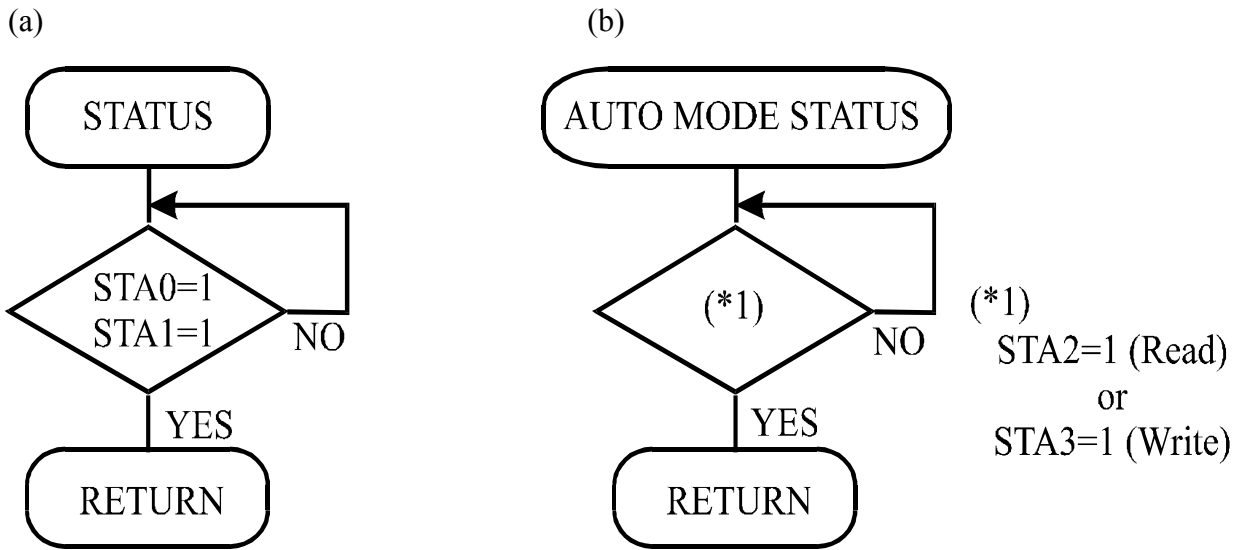 (a)
STATUS
STA0=1
STA1=1
NO
YES
RETURN
(b)
AUTO MODE STATUS
(*1)
NO
YES
RETURN
(*1)
STA2=1 (Read)
or
STA3=1 (Write)